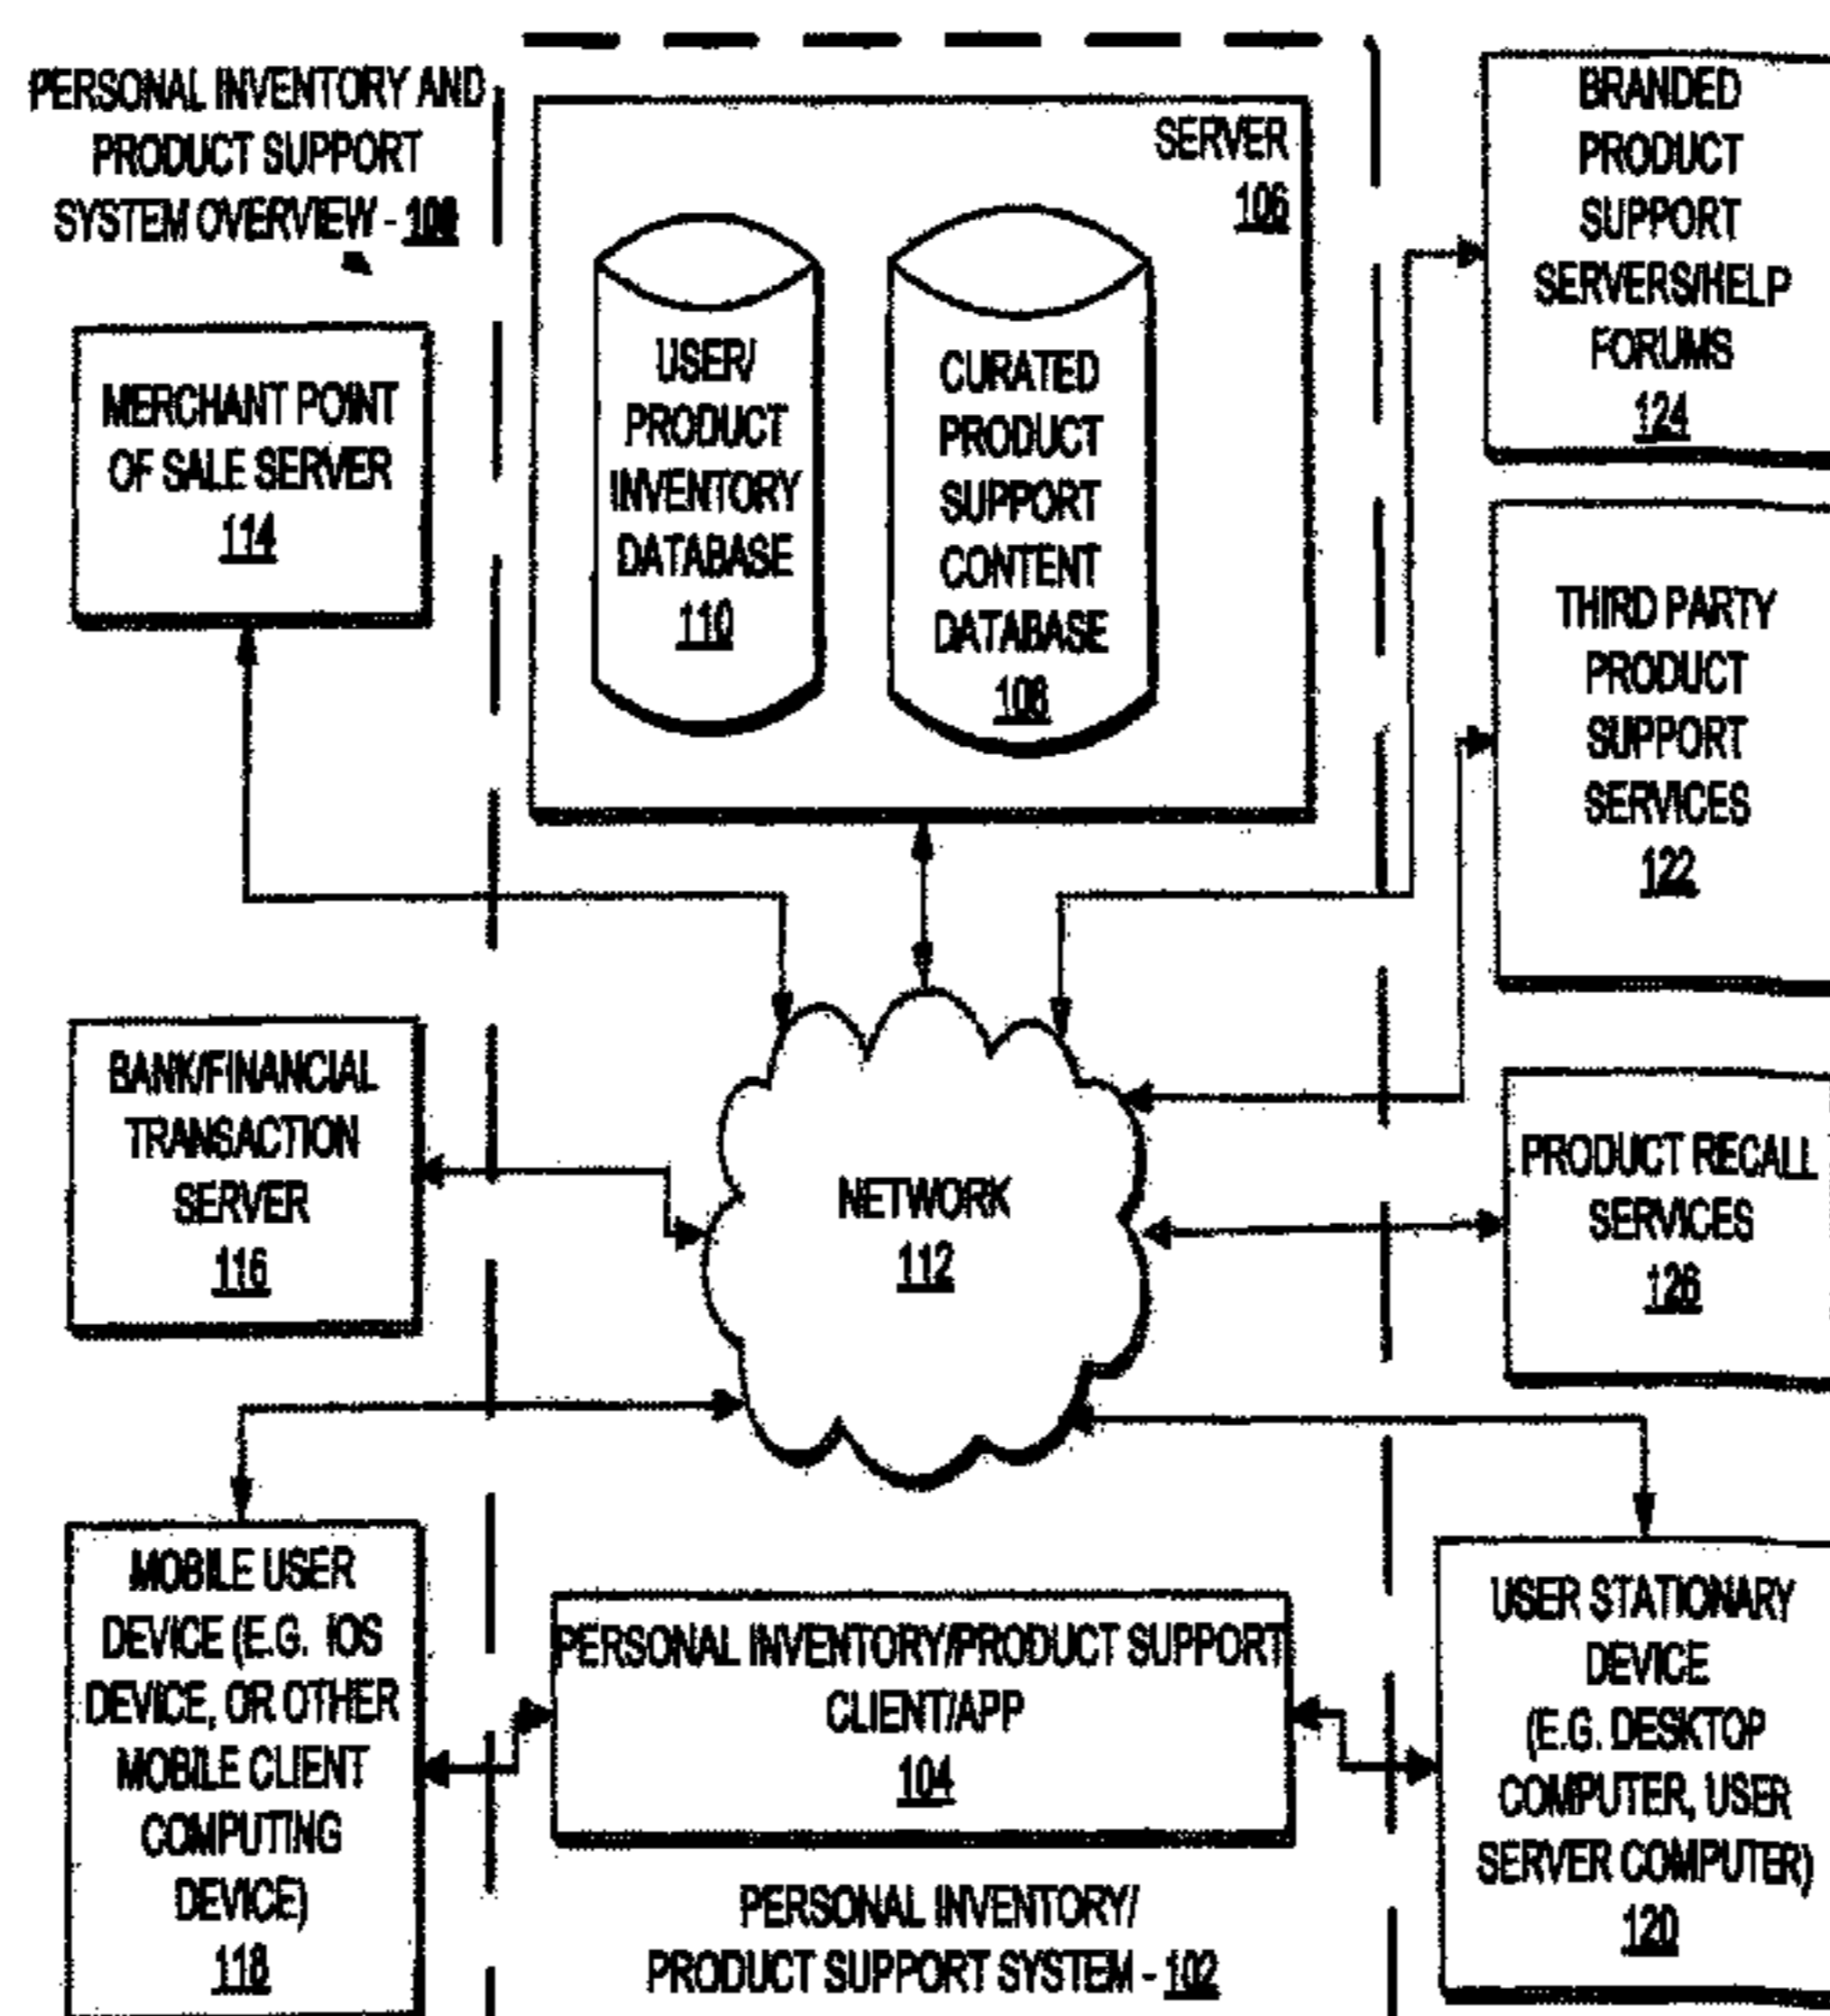 PERSONAL INVENTORY AND
PRODUCT SUPPORT
SYSTEM OVERVIEW - 100
SERVER
106
USER/
PRODUCT
INVENTORY
DATABASE
110
CURATED
PRODUCT
SUPPORT
CONTENT
DATABASE
108
BRANDED
PRODUCT
SUPPORT
SERVERS/HELP
FORUMS
124
MERCHANT POINT
OF SALE SERVER
114
THIRD PARTY
PRODUCT
SUPPORT
SERVICES
122
BANK/FINANCIAL
TRANSACTION
SERVER
116
NETWORK
112
PRODUCT RECALL
SERVICES
126
MOBILE USER
DEVICE (E.G. IOS
DEVICE, OR OTHER
MOBILE CLIENT
COMPUTING
DEVICE)
118
PERSONAL INVENTORY/PRODUCT SUPPORT
CLIENT/APP
104
USER STATIONARY
DEVICE
(E.G. DESKTOP
COMPUTER, USER
SERVER COMPUTER)
120
PERSONAL INVENTORY/
PRODUCT SUPPORT SYSTEM - 102